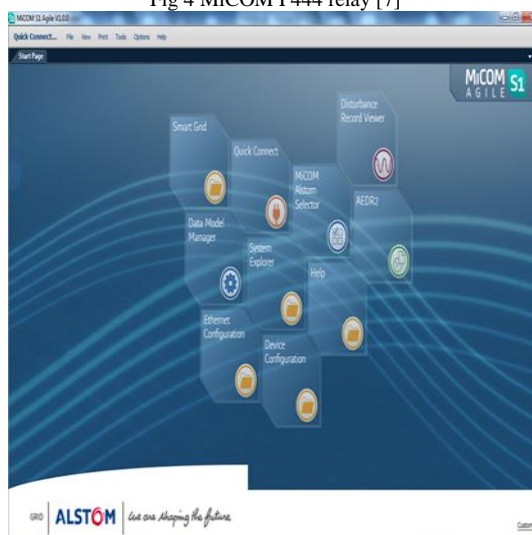 Fig 4 MiCOM P444 relay [7]
MiCOM S1 Agile V1.0.0
Quick Connect... File View Print Tools Options Help
Start Page
MiCOM
AGILE S1
Disturbance
Record Viewer
Smart Grid
Quick Connect
MiCOM
Alstom
Selector
AEDR2
Data Model
Manager
System
Explorer
Help
Ethernet
Configuration
Device
Configuration
GRID ALSTOM we are shaping the future